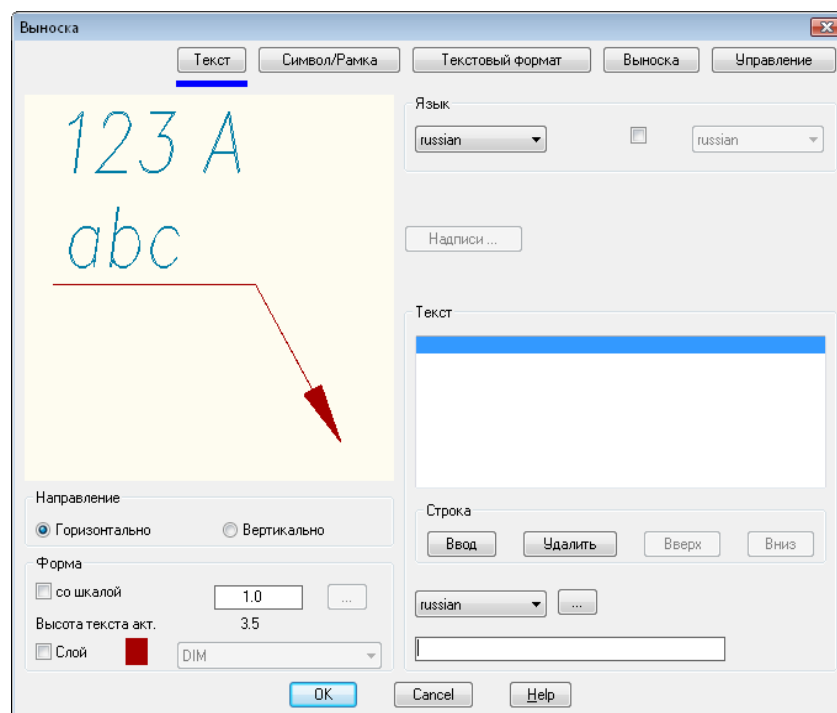 Выноска
Текст Символ/Рамка Текстовый формат Выноска Управление
123 A
abc
Язык
russian russian
Надписи ...
Текст
Направление
Горизонтально Вертикально
Строка
Ввод Удалить Вверх Вниз
Форма
со шкалой 1.0 ...
Высота текста акт. 3.5
Слой DIM
russian ...
OK Cancel Help